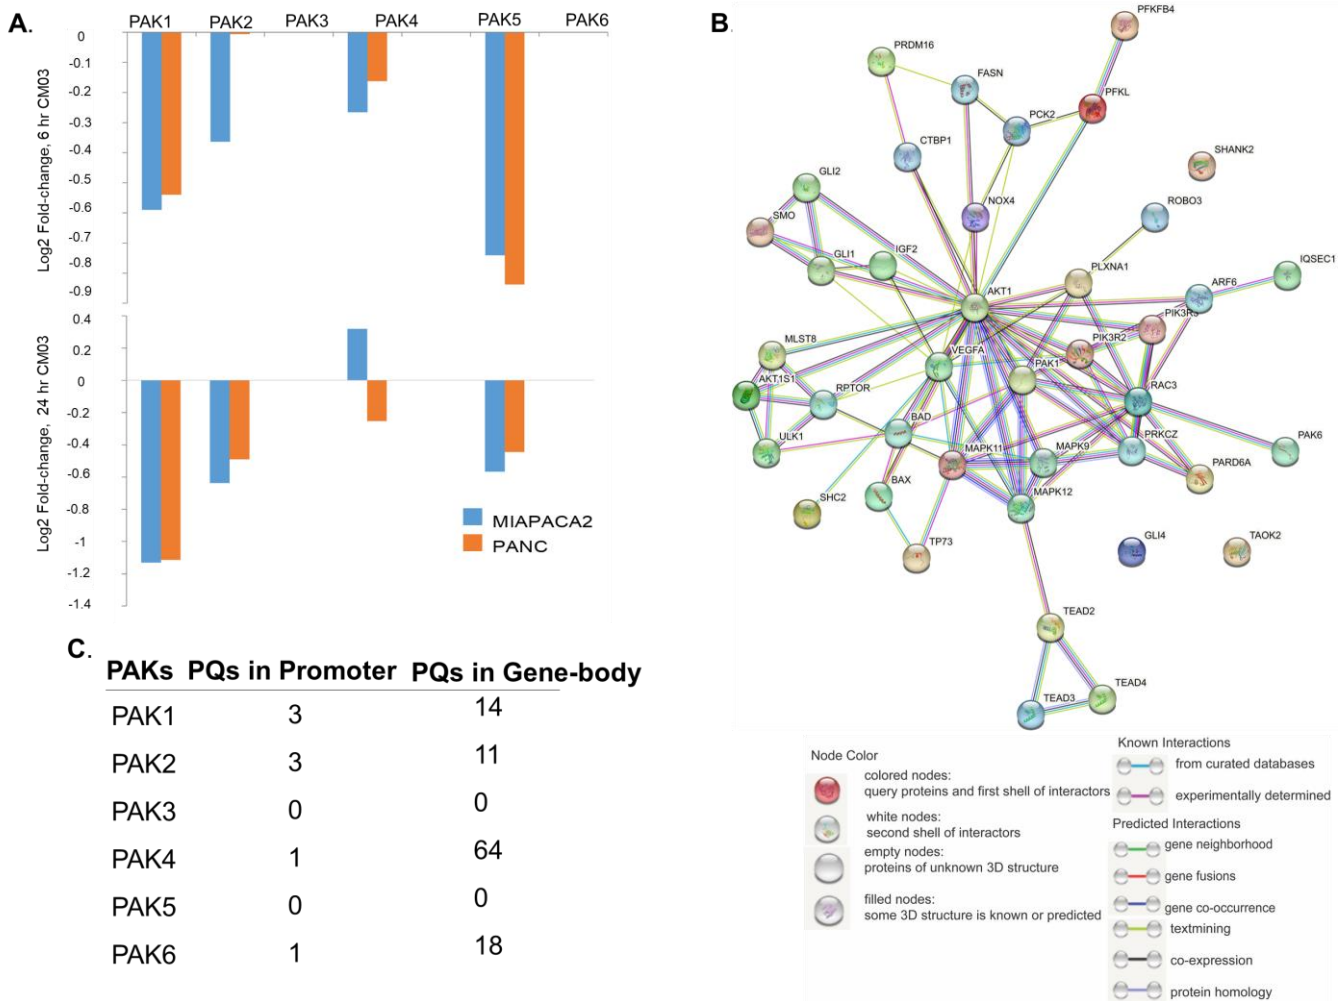 A.
PAK1 PAK2 PAK3 PAK4 PAK5 PAK6
Log2 Fold-change, 6 hr CM03
0
-0.1
-0.2
-0.3
-0.4
-0.5
-0.6
-0.7
-0.8
-0.9
Log2 Fold-change, 24 hr CM03
0.4
0.2
0
-0.2
-0.4
-0.6
-0.8
-1
-1.2
-1.4
MIAPACA2
PANC
B.
PFKFB4
PRDM16
FASN
PFKL
PCK2
CTBP1
SHANK2
GLI2
NOX4
ROBO3
SMO
GLI1
IGF2
PLXNA1
IQSEC1
AKT1
ARF6
PIK3R3
MLST8
VEGFA
PIK3R2
PAK1
AKT1S1
RPTOR
RAC3
BAD
ULK1
MAPK11
MAPK9
PRKCZ
PAK6
PARD6A
BAX
MAPK12
SHC2
TP73
GLI4
TAOK2
TEAD2
TEAD4
TEAD3
Node Color
colored nodes:
query proteins and first shell of interactors
white nodes:
second shell of interactors
empty nodes:
proteins of unknown 3D structure
filled nodes:
some 3D structure is known or predicted
Known Interactions
from curated databases
experimentally determined
Predicted Interactions
gene neighborhood
gene fusions
gene co-occurrence
textmining
co-expression
protein homology
C.
PAKs PQs in Promoter PQs in Gene-body
PAK1 3 14
PAK2 3 11
PAK3 0 0
PAK4 1 64
PAK5 0 0
PAK6 1 18